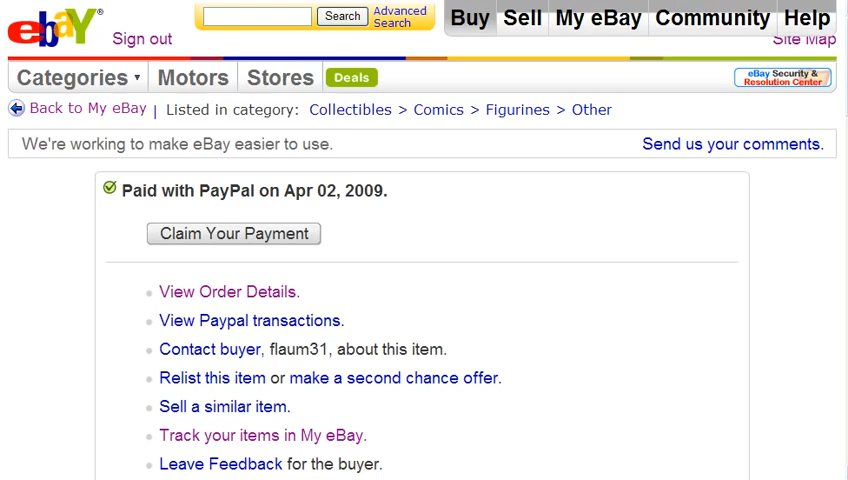 ebaY®
Sign out
Search
Advanced Search
Buy Sell My eBay Community Help
Site Map
Categories Motors Stores Deals
eBay Security & Resolution Center
Back to My eBay | Listed in category: Collectibles > Comics > Figurines > Other
We're working to make eBay easier to use. Send us your comments.
Paid with PayPal on Apr 02, 2009.
Claim Your Payment
View Order Details.
View Paypal transactions.
Contact buyer, flaum31, about this item.
Relist this item or make a second chance offer.
Sell a similar item.
Track your items in My eBay.
Leave Feedback for the buyer.